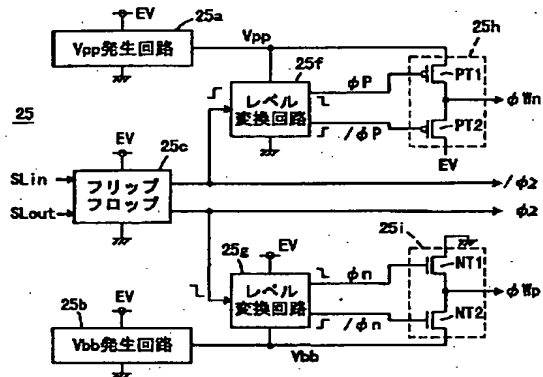 EV
25a
Vpp発生回路
Vpp
25h
25f
レベル
変換回路
φP
/φP
PT1
PT2
φWn
EV
25
EV
25c
SLin
SLout
フリップ
フロップ
/φ2
φ2
25g
EV
レベル
変換回路
φn
/φn
25i
NT1
NT2
φWp
25b
EV
Vbb発生回路
Vbb